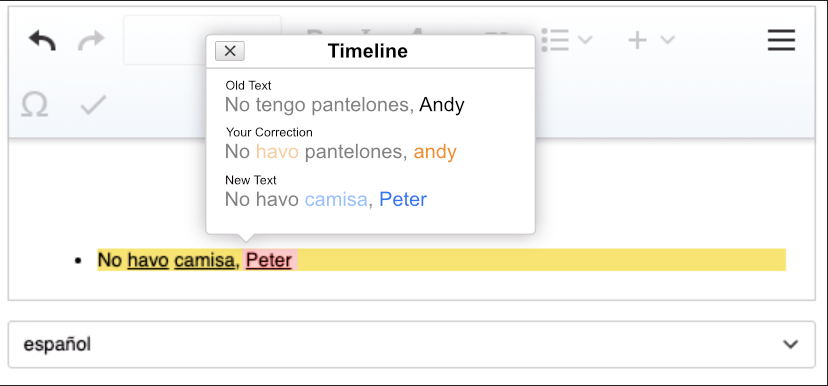 Timeline
Old Text
No tengo pantelones, Andy
Your Correction
No havo pantelones, andy
New Text
No havo camisa, Peter
No havo camisa, Peter
español